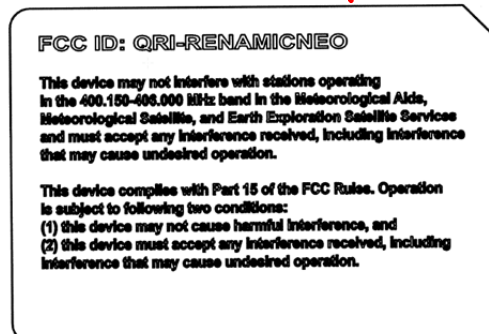 FCC ID: QRI-RENAMICNEO
This device may not interfere with stations operating
in the 400.150-406.000 MHz band in the Meteorological Aids,
Meteorological Satellite, and Earth Exploration Satellite Services
and must accept any interference received, including interference
that may cause undesired operation.
This device complies with Part 15 of the FCC Rules. Operation
is subject to following two conditions:
(1) this device may not cause harmful interference, and
(2) this device must accept any interference received, including
interference that may cause undesired operation.